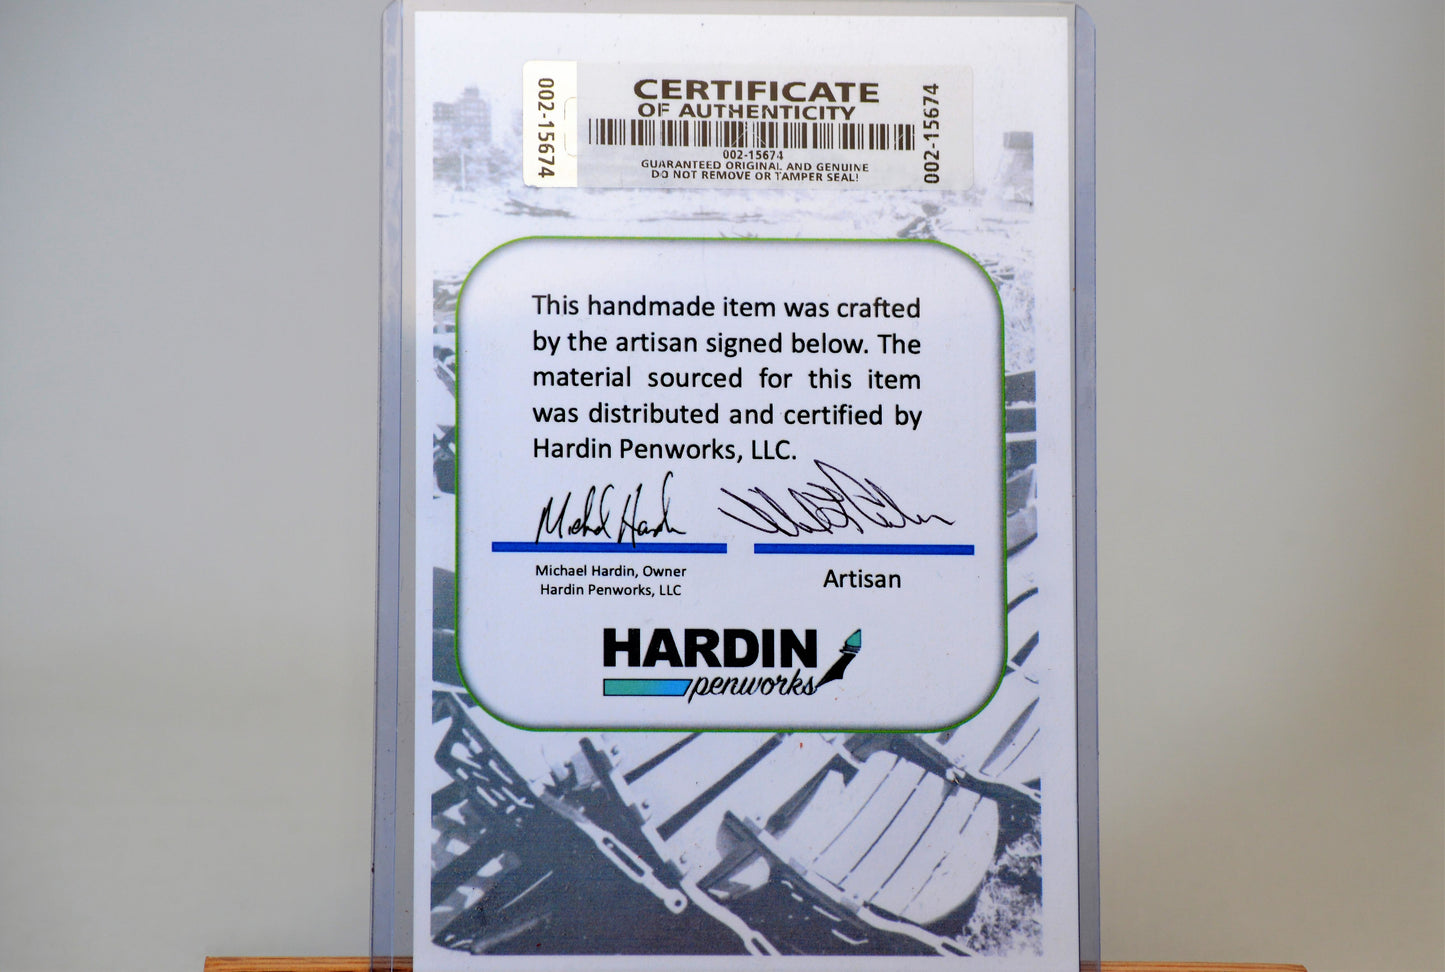 CERTIFICATE
OF AUTHENTICITY
002-15674
002-15674
002-15674
GUARANTEED ORIGINAL AND GENUINE
DO NOT REMOVE OR TAMPER SEAL!
This handmade item was crafted
by the artisan signed below. The
material sourced for this item
was distributed and certified by
Hardin Penworks, LLC.
Michael Hardin
Michael Hardin, Owner
Hardin Penworks, LLC
Artisan
HARDIN
penworks